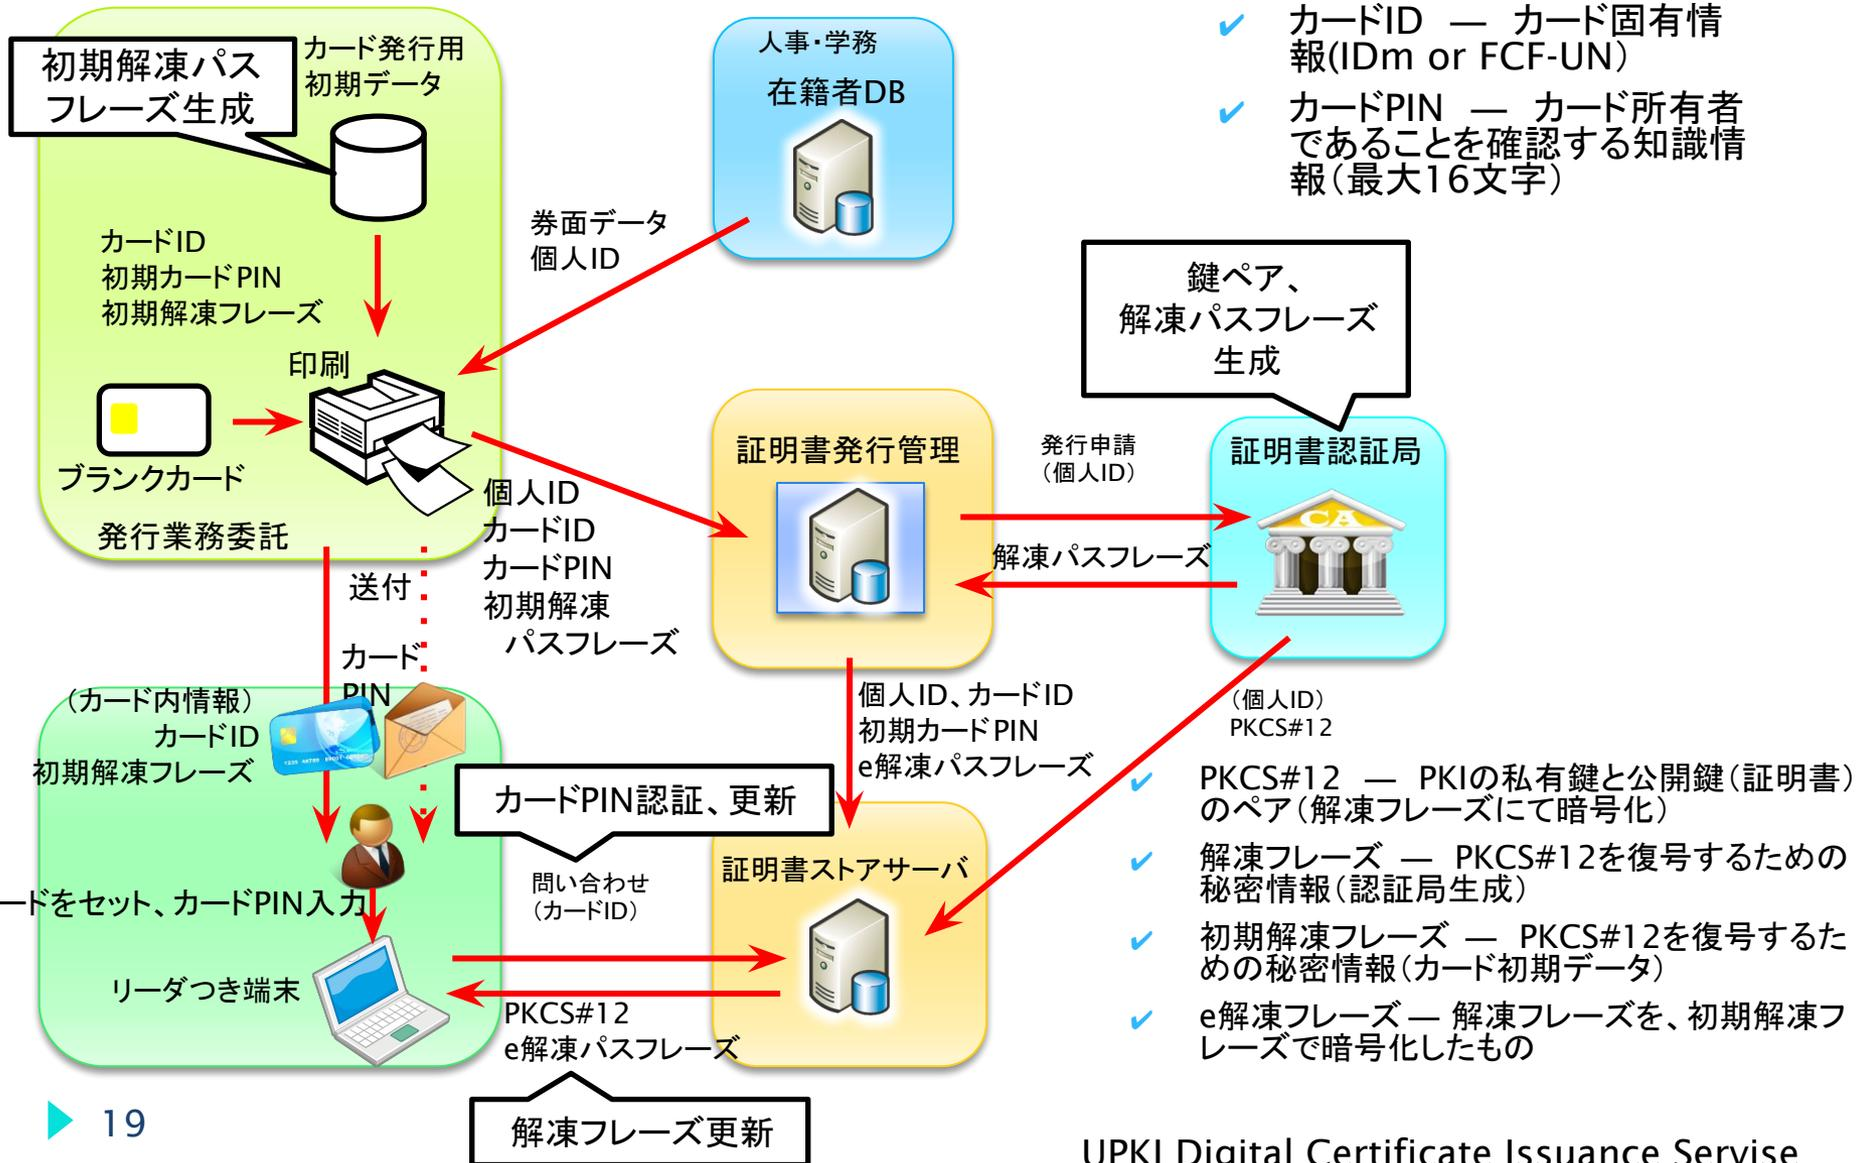 初期解凍パス
フレーズ生成
カード発行用
初期データ
カードID
初期カードPIN
初期解凍フレーズ
印刷
ブランクカード
発行業務委託
人事・学務
在籍者DB
券面データ
個人ID
✔ カードID — カード固有情
報(IDm or FCF-UN)
✔ カードPIN — カード所有者
であることを確認する知識情
報(最大16文字)
鍵ペア、
解凍パスフレーズ
生成
証明書発行管理
発行申請
(個人ID)
解凍パスフレーズ
証明書認証局
CA
個人ID
カードID
カードPIN
初期解凍
パスフレーズ
送付
カード
PIN
(カード内情報)
カードID
初期解凍フレーズ
個人ID、カードID
初期カードPIN
e解凍パスフレーズ
(個人ID)
PKCS#12
カードPIN認証、更新
問い合わせ
(カードID)
証明書ストアサーバ
ードをセット、カードPIN入力
リーダつき端末
PKCS#12
e解凍パスフレーズ
解凍フレーズ更新
✔ PKCS#12 — PKIの私有鍵と公開鍵(証明書)
のペア(解凍フレーズにて暗号化)
✔ 解凍フレーズ — PKCS#12を復号するための
秘密情報(認証局生成)
✔ 初期解凍フレーズ — PKCS#12を復号するた
めの秘密情報(カード初期データ)
✔ e解凍フレーズ — 解凍フレーズを、初期解凍フ
レーズで暗号化したもの
19
UPKI Digital Certificate Issuance Servise